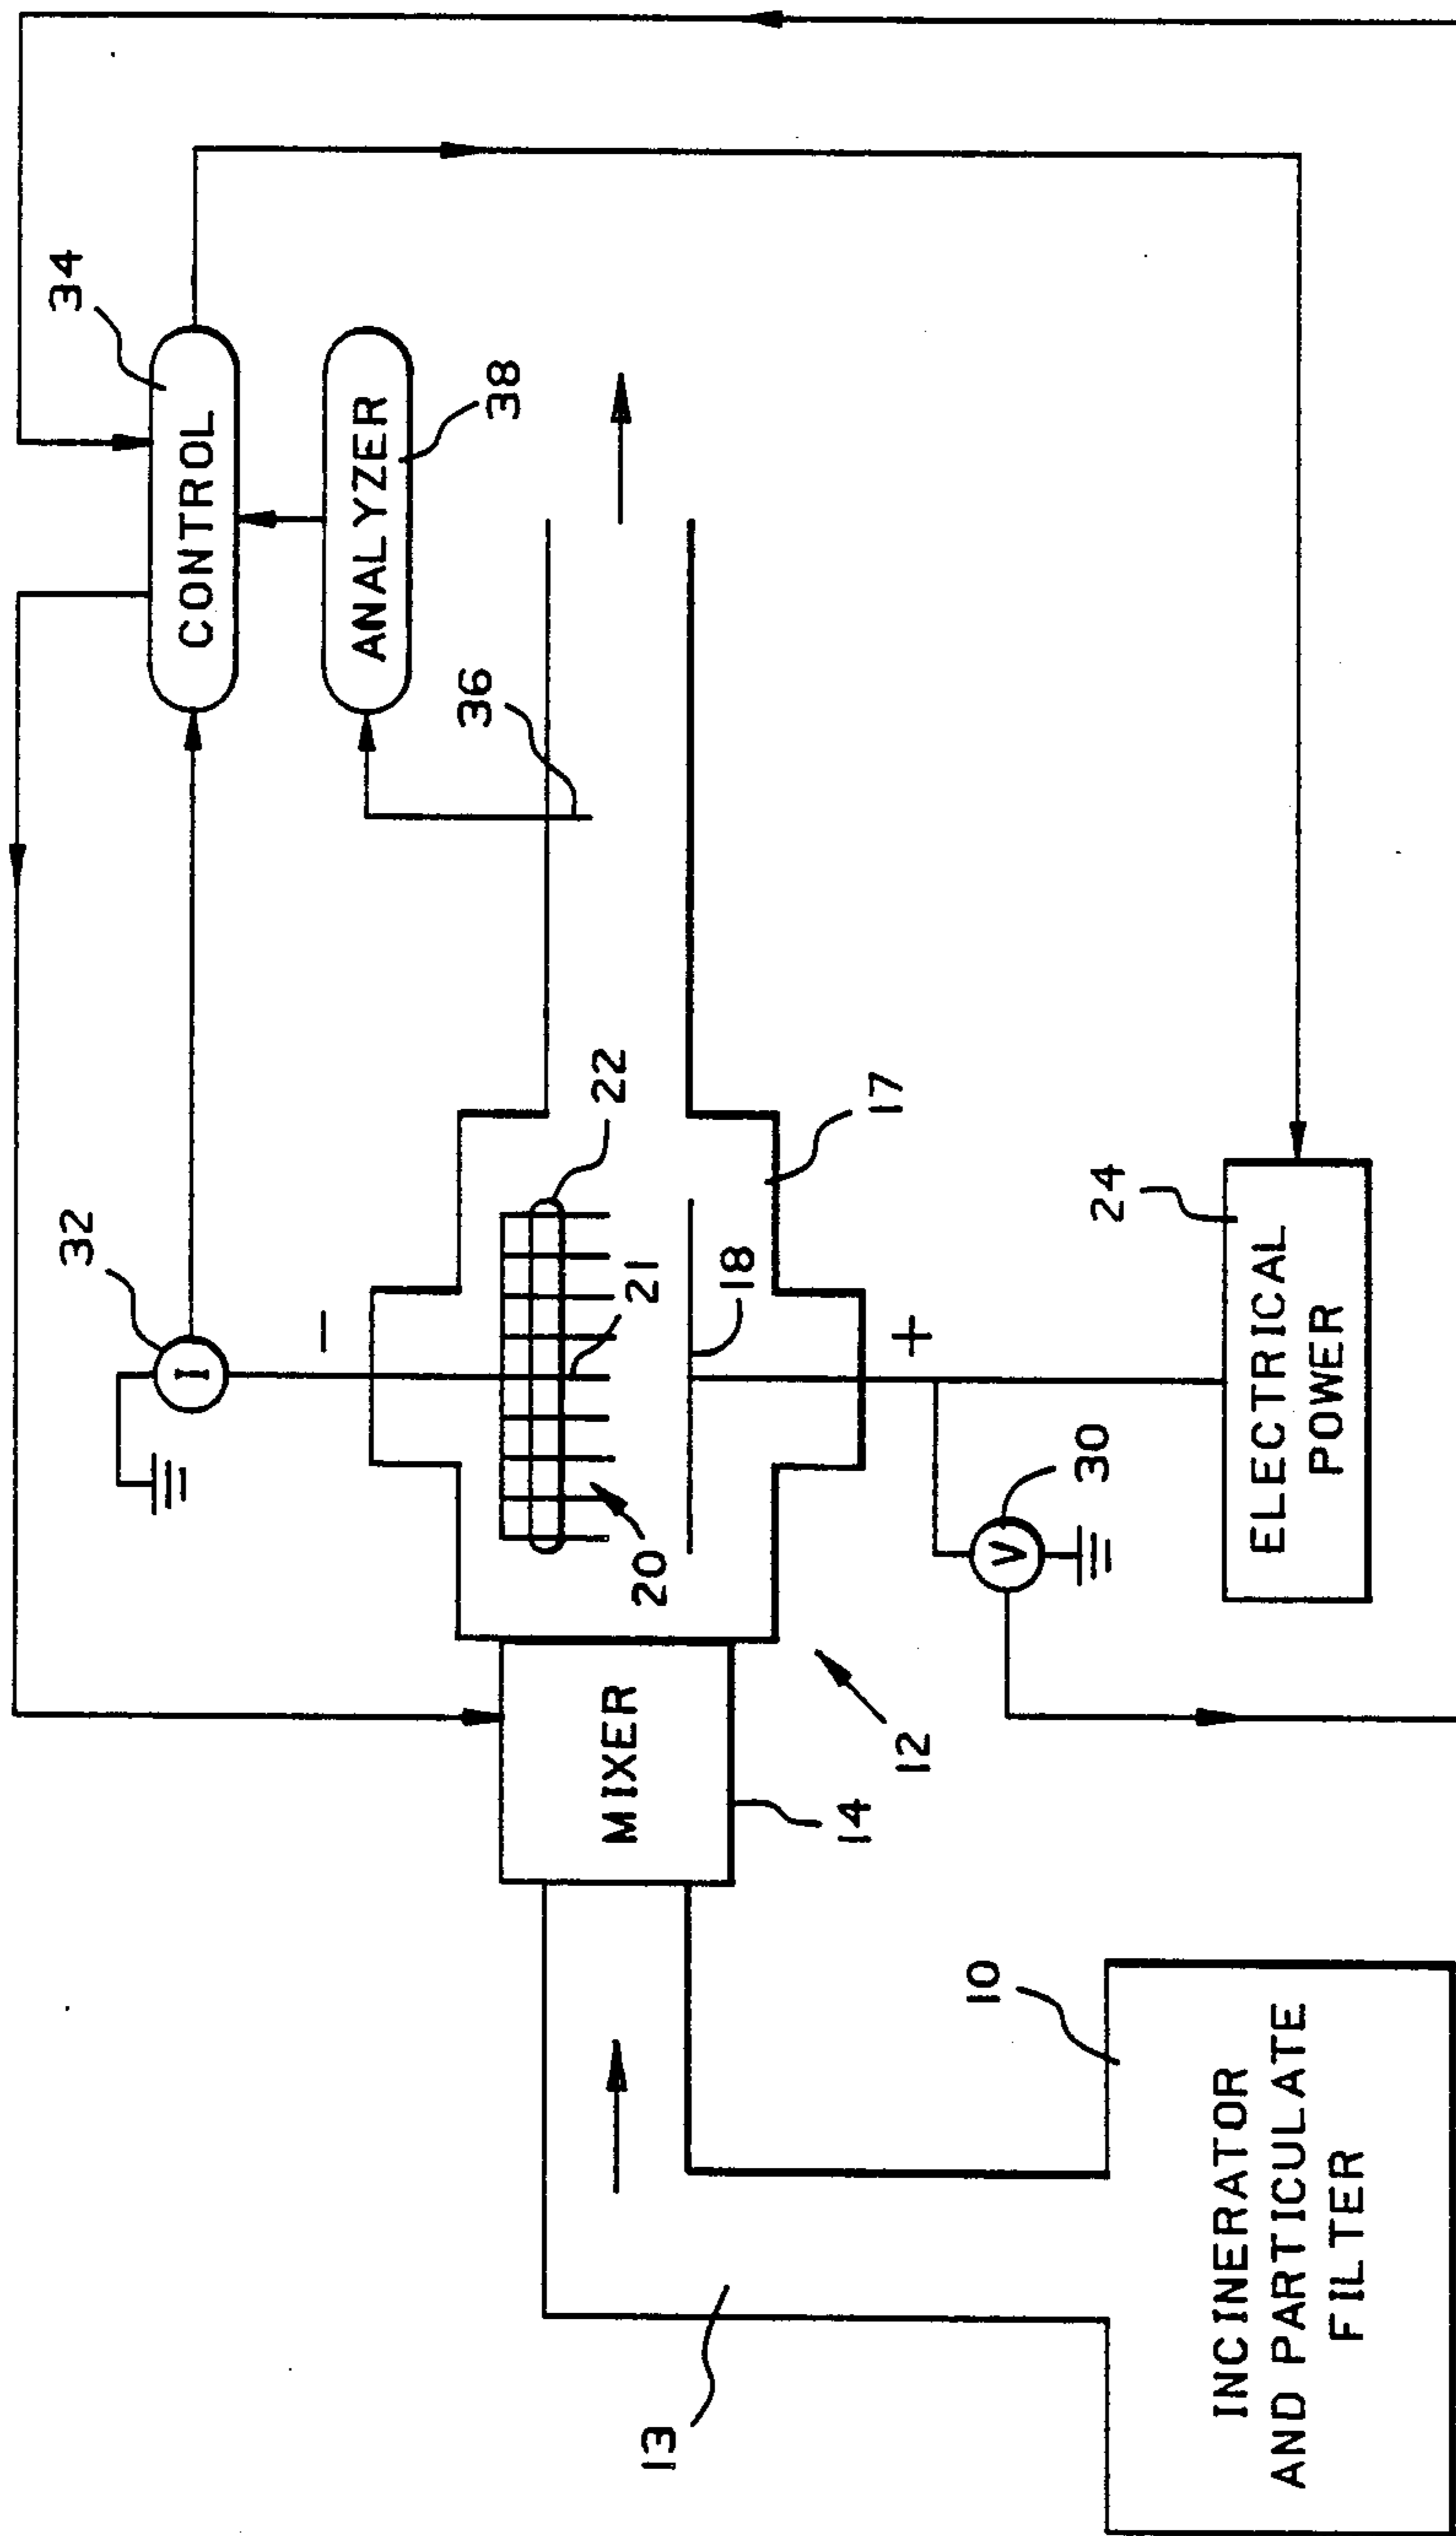 34
CONTROL
ANALYZER
38
36
32
I
−
22
21
20
18
17
+
V
30
24
ELECTRICAL
POWER
MIXER
14
12
13
10
INCINERATOR
AND PARTICULATE
FILTER